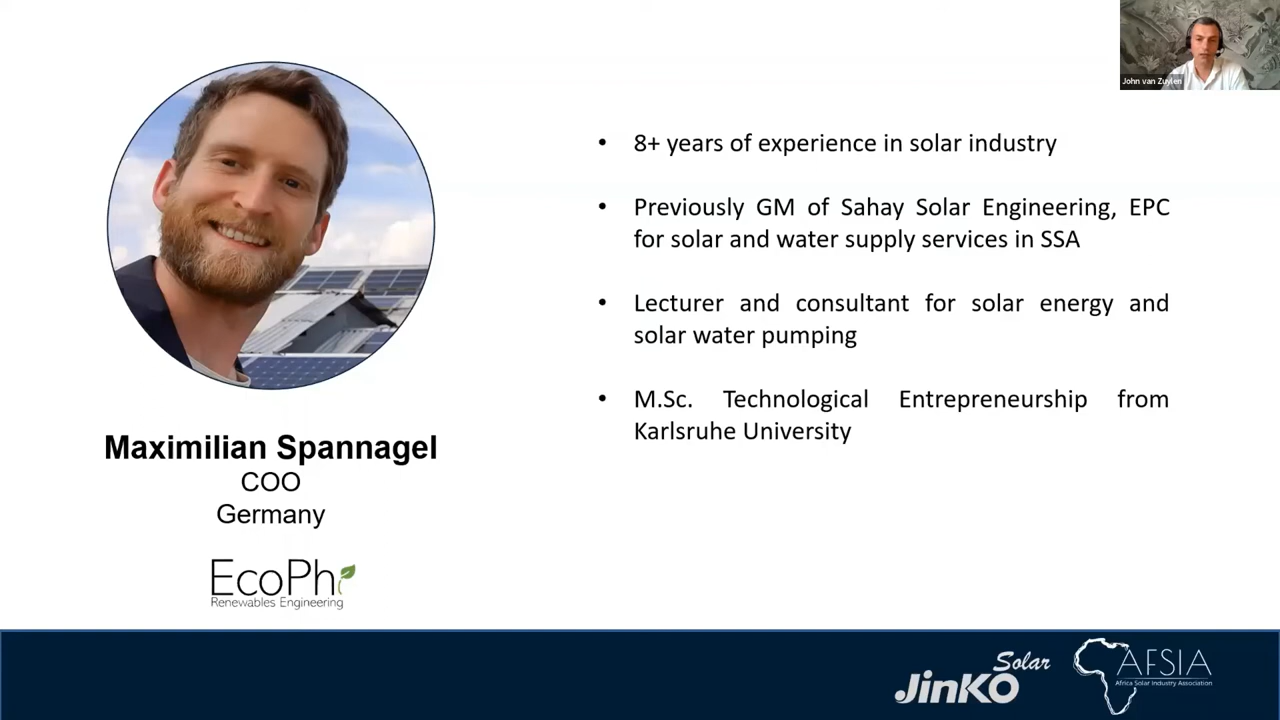 John van Zuylen
• 8+ years of experience in solar industry
• Previously GM of Sahay Solar Engineering, EPC
for solar and water supply services in SSA
• Lecturer and consultant for solar energy and
solar water pumping
• M.Sc. Technological Entrepreneurship from
Karlsruhe University
Maximilian Spannagel
COO
Germany
EcoPhi
Renewables Engineering
Solar
JinKO
AFSIA
Africa Solar Industry Association